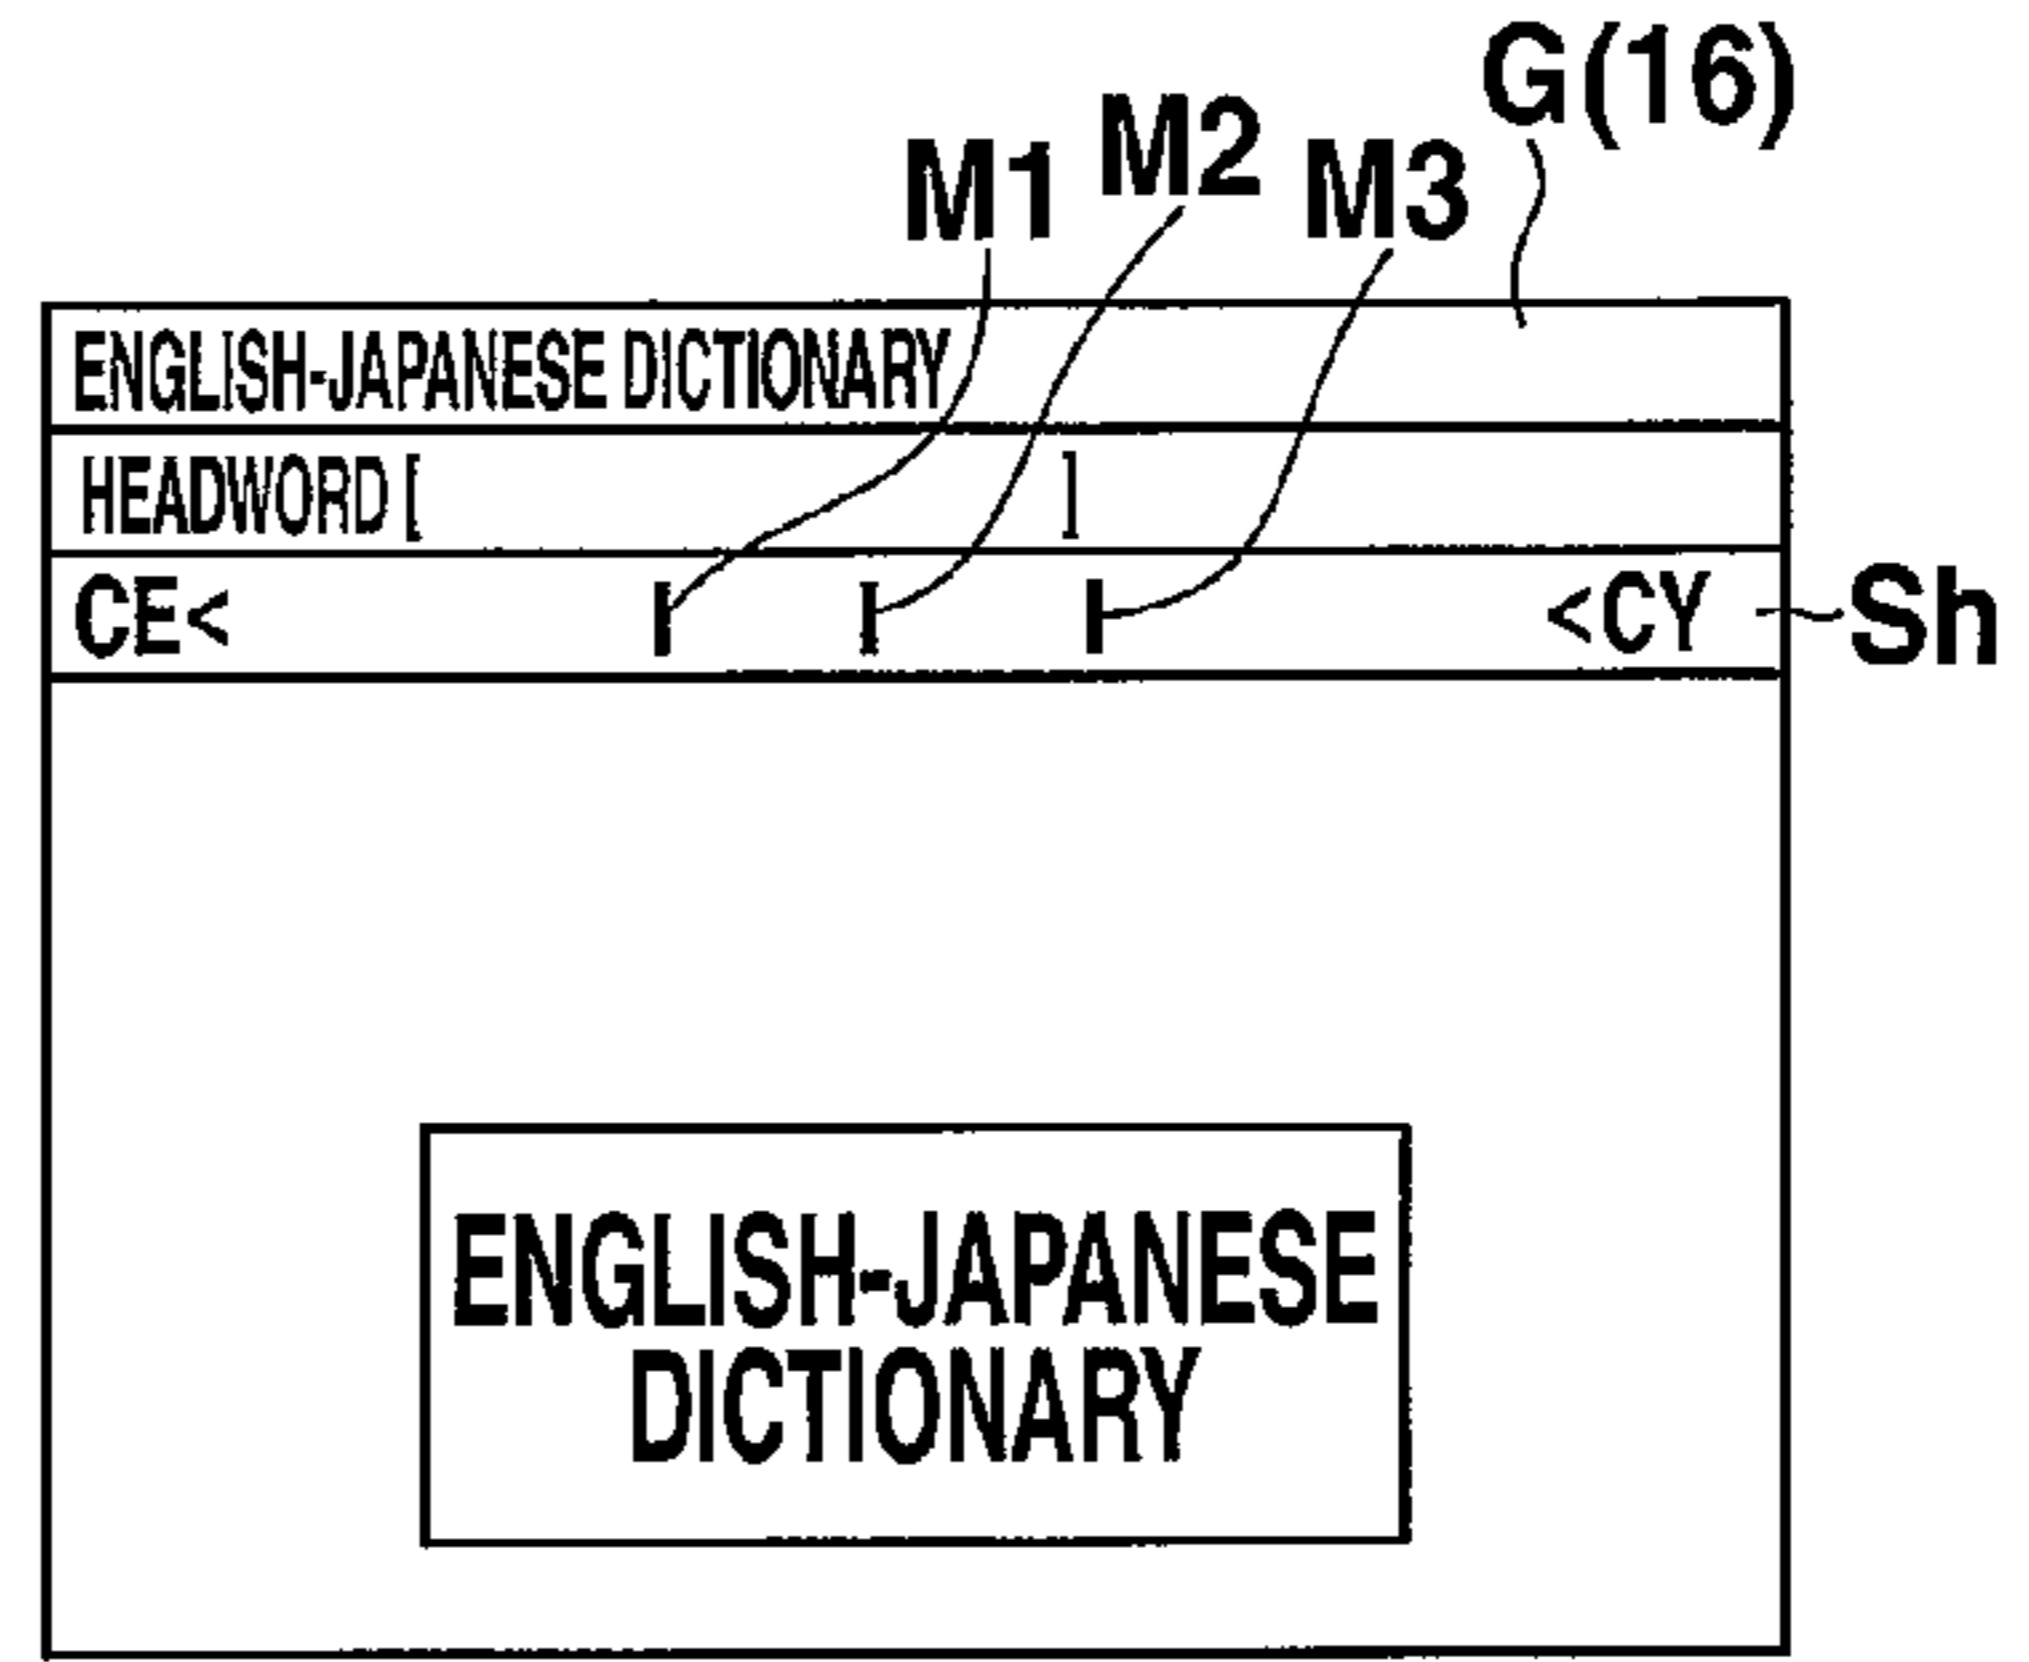 G(16)
M1 M2 M3
ENGLISH-JAPANESE DICTIONARY
HEADWORD [ ]
CE< <CY Sh
ENGLISH-JAPANESE
DICTIONARY